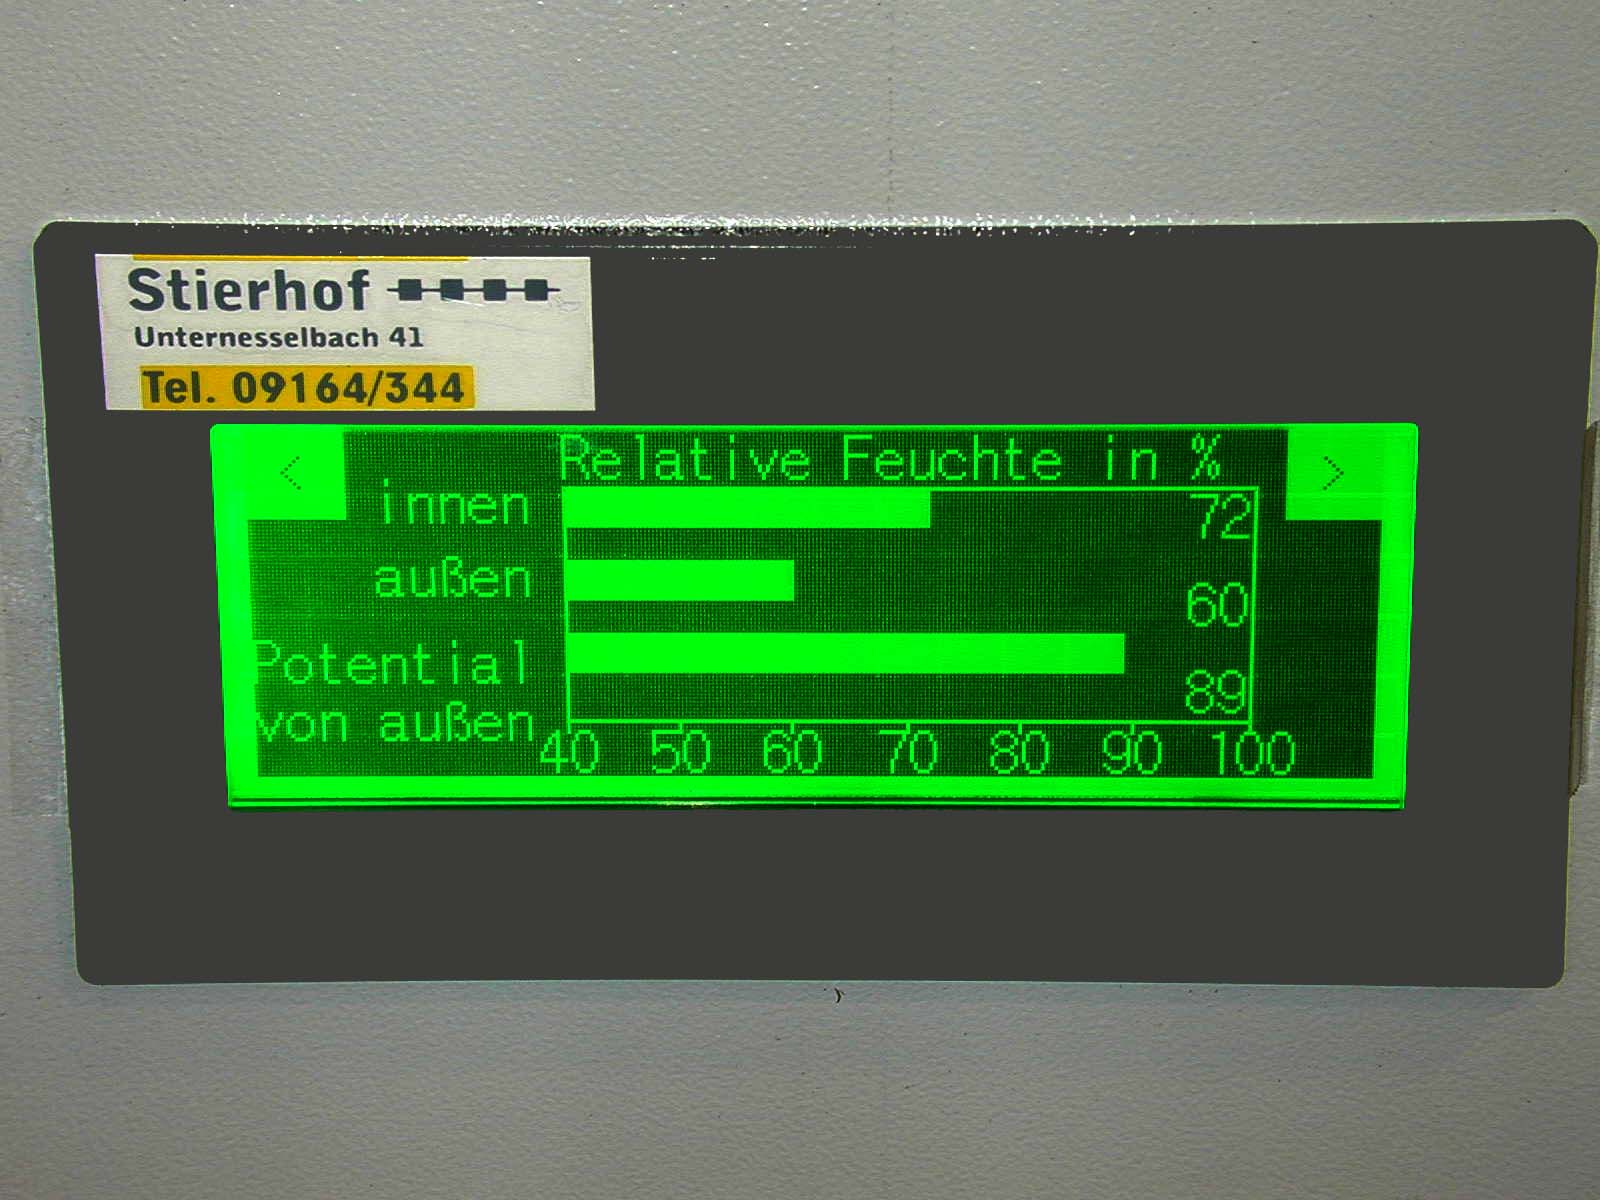 Stierhof
Unternesselbach 41
Tel. 09164/344
< Relative Feuchte in % >
innen 72
außen 60
Potential
von außen 89
40 50 60 70 80 90 100